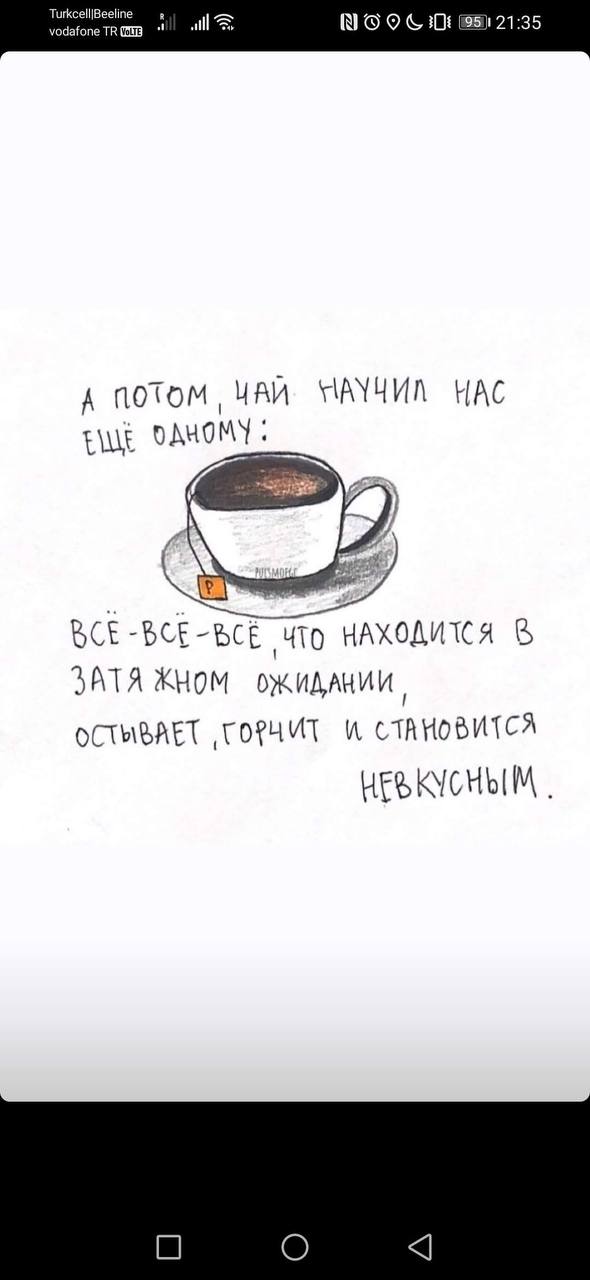 Turkcell|Beeline
vodafone TR VoLTE
R
95
21:35
А ПОТОМ, ЧАЙ НАУЧИЛ НАС
ЕЩЁ ОДНОМУ:
P
ВСЁ-ВСЁ-ВСЁ, ЧТО НАХОДИТСЯ В
ЗАТЯЖНОМ ОЖИДАНИИ,
ОСТЫВАЕТ, ГОРЧИТ И СТАНОВИТСЯ
НЕВКУСНЫМ.